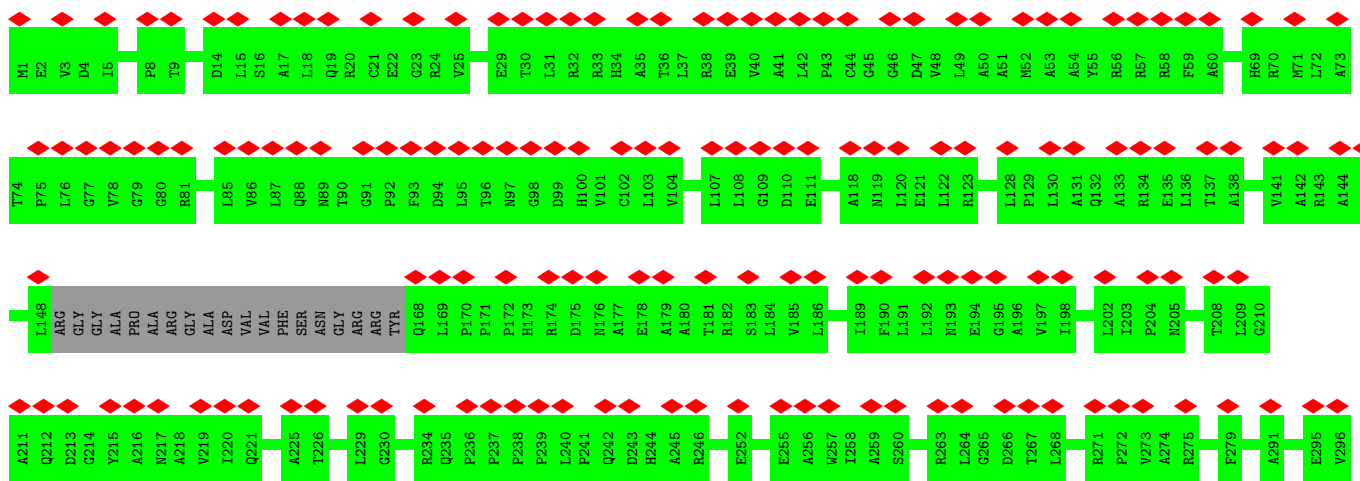 M1 E2 V3 D4 I5 P8 T9 D14 L15 S16 A17 L18 Q19 R20 C21 E22 G23 R24 V25 E29 T30 L31 R32 R33 H34 A35 T36 L37 R38 E39 V40 A41 L42 P43 C44 G45 G46 D47 V48 L49 A50 A51 M52 A53 A54 Y55 R56 R57 R58 F59 A60 H69 R70 M71 L72 A73
T74 P75 L76 G77 V78 G79 G80 R81 L85 V86 L87 Q88 N89 T90 G91 P92 F93 D94 L95 T96 N97 G98 D99 H100 V101 C102 L103 V104 L107 L108 G109 D110 E111 A118 N119 L120 E121 L122 R123 L128 P129 L130 A131 Q132 A133 R134 E135 L136 T137 A138 V141 A142 R143 A144
L148 ARG GLY GLY ALA PRO ALA ARG GLY ALA ASP VAL VAL PHE SER ASN GLY ARG ARG TYR Q168 L169 P170 P171 P172 H173 R174 D175 N176 A177 E178 A179 A180 T181 R182 S183 L184 V185 L186 I189 F190 L191 L192 N193 E194 G195 A196 V197 I198 L202 I203 P204 N205 T208 L209 G210
A211 Q212 D213 G214 Y215 A216 N217 A218 V219 I220 Q221 A225 T226 L229 G230 R234 Q235 P236 P237 P238 P239 L240 P241 Q242 D243 H244 A245 R246 E252 E255 A256 W257 I258 A259 S260 R263 L264 G265 D266 T267 L268 R271 P272 V273 A274 R275 F279 A291 E295 V296